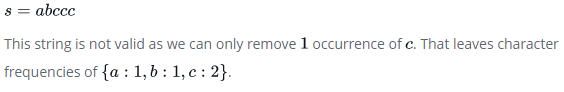 s = abccc
This string is not valid as we can only remove 1 occurrence of c. That leaves character
frequencies of {a : 1, b : 1, c : 2}.